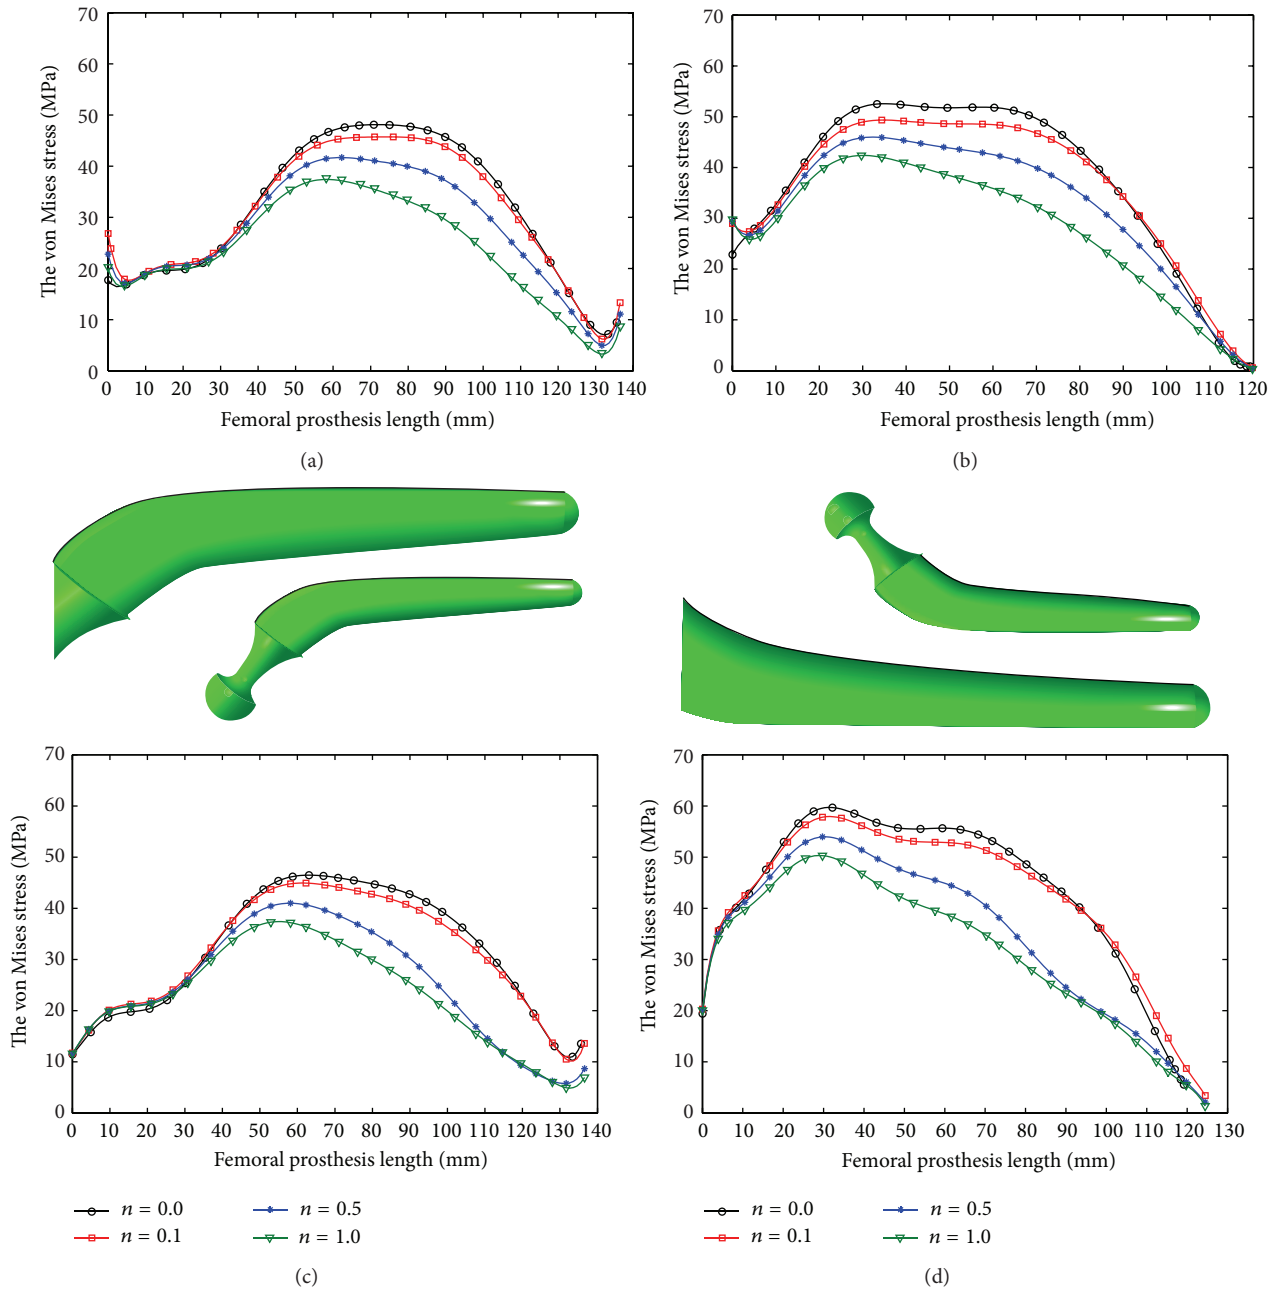 70
60
50
40
30
20
10
0
The von Mises stress (MPa)
0 10 20 30 40 50 60 70 80 90 100 110 120 130 140
Femoral prosthesis length (mm)
(a)
70
60
50
40
30
20
10
0
The von Mises stress (MPa)
0 10 20 30 40 50 60 70 80 90 100 110 120
Femoral prosthesis length (mm)
(b)
70
60
50
40
30
20
10
0
The von Mises stress (MPa)
0 10 20 30 40 50 60 70 80 90 100 110 120 130 140
Femoral prosthesis length (mm)
n = 0.0
n = 0.1
n = 0.5
n = 1.0
(c)
70
60
50
40
30
20
10
0
The von Mises stress (MPa)
0 10 20 30 40 50 60 70 80 90 100 110 120 130
Femoral prosthesis length (mm)
n = 0.0
n = 0.1
n = 0.5
n = 1.0
(d)